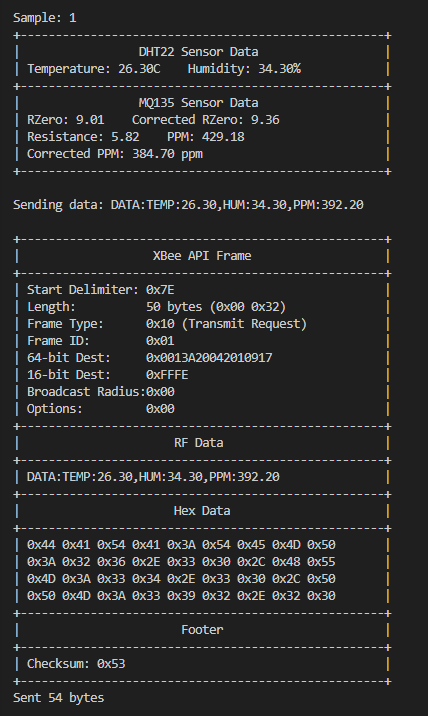 Sample: 1
+------------------------------------------------+
|                DHT22 Sensor Data               |
| Temperature: 26.30C    Humidity: 34.30%        |
+------------------------------------------------+
|                MQ135 Sensor Data               |
| RZero: 9.01    Corrected RZero: 9.36           |
| Resistance: 5.82    PPM: 429.18                |
| Corrected PPM: 384.70 ppm                      |
+------------------------------------------------+
Sending data: DATA:TEMP:26.30,HUM:34.30,PPM:392.20
+------------------------------------------------+
|                  XBee API Frame                |
+------------------------------------------------+
| Start Delimiter: 0x7E                          |
| Length:          50 bytes (0x00 0x32)          |
| Frame Type:      0x10 (Transmit Request)       |
| Frame ID:        0x01                          |
| 64-bit Dest:     0x0013A20042010917            |
| 16-bit Dest:     0xFFFE                        |
| Broadcast Radius:0x00                          |
| Options:         0x00                          |
+------------------------------------------------+
|                     RF Data                    |
+------------------------------------------------+
| DATA:TEMP:26.30,HUM:34.30,PPM:392.20           |
+------------------------------------------------+
|                     Hex Data                   |
+------------------------------------------------+
| 0x44 0x41 0x54 0x41 0x3A 0x54 0x45 0x4D 0x50   |
| 0x3A 0x32 0x36 0x2E 0x33 0x30 0x2C 0x48 0x55   |
| 0x4D 0x3A 0x33 0x34 0x2E 0x33 0x30 0x2C 0x50   |
| 0x50 0x4D 0x3A 0x33 0x39 0x32 0x2E 0x32 0x30   |
+------------------------------------------------+
|                      Footer                    |
+------------------------------------------------+
| Checksum: 0x53                                 |
+------------------------------------------------+
Sent 54 bytes